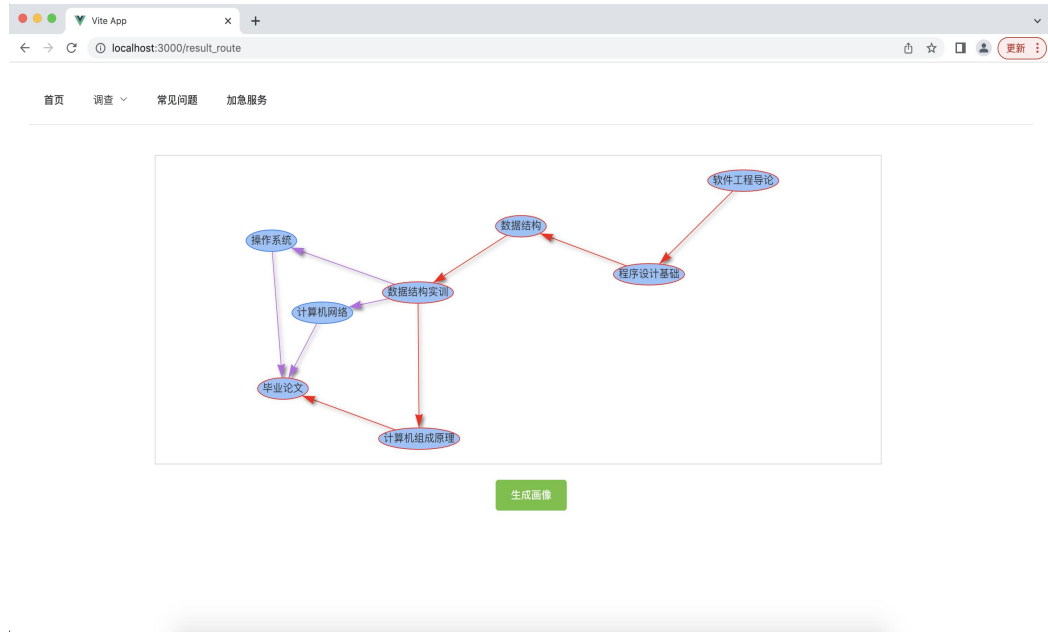 Vite App
localhost:3000/result_route
更新
首页 调查 常见问题 加急服务
软件工程导论
数据结构
操作系统
程序设计基础
数据结构实训
计算机网络
毕业论文
计算机组成原理
生成画像